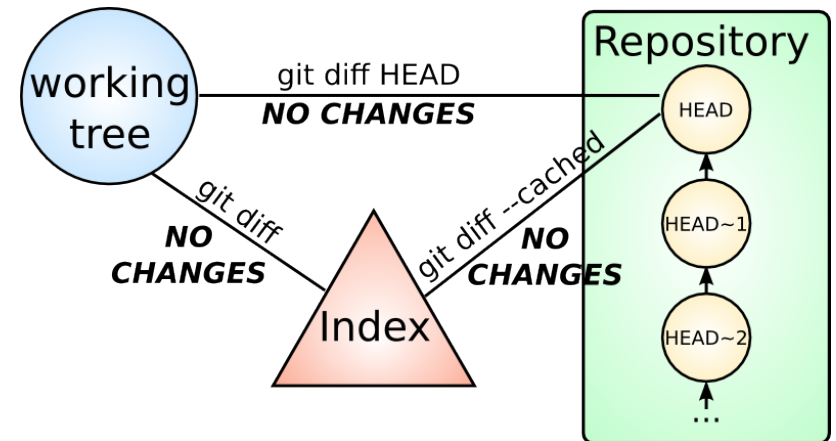 Repository
working
tree
git diff HEAD
NO CHANGES
HEAD
git diff
NO
CHANGES
git diff --cached
NO
CHANGES
HEAD~1
Index
HEAD~2
...